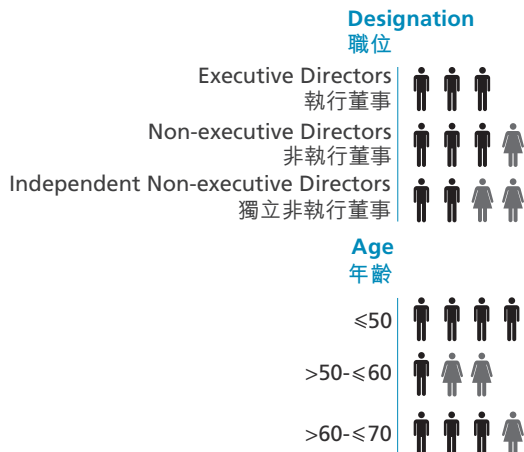 Designation
職位
Executive Directors
執行董事
Non-executive Directors
非執行董事
Independent Non-executive Directors
獨立非執行董事
Age
年齡
≤50
>50-≤60
>60-≤70